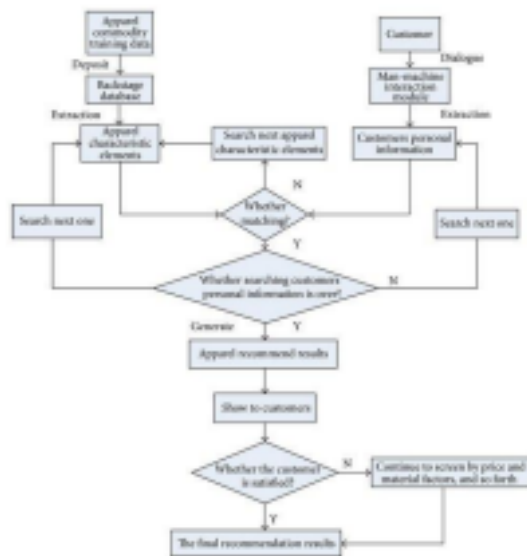 Apparel
commodity
training data
Customer
Deposit
Dialogue
Backstage
database
Man-machine
interaction
module
Extraction
Extraction
Apparel
characteristic
elements
Search next apparel
characteristic elements
Customers personal
information
N
Search next one
Whether
matching?
Search next one
Y
Whether searching customers
personal information is over?
N
Generate
Y
Apparel recommend results
Show to customers
Whether the customer
is satisfied?
N
Continue to screen by price and
material factors, and so forth
Y
The final recommendation results